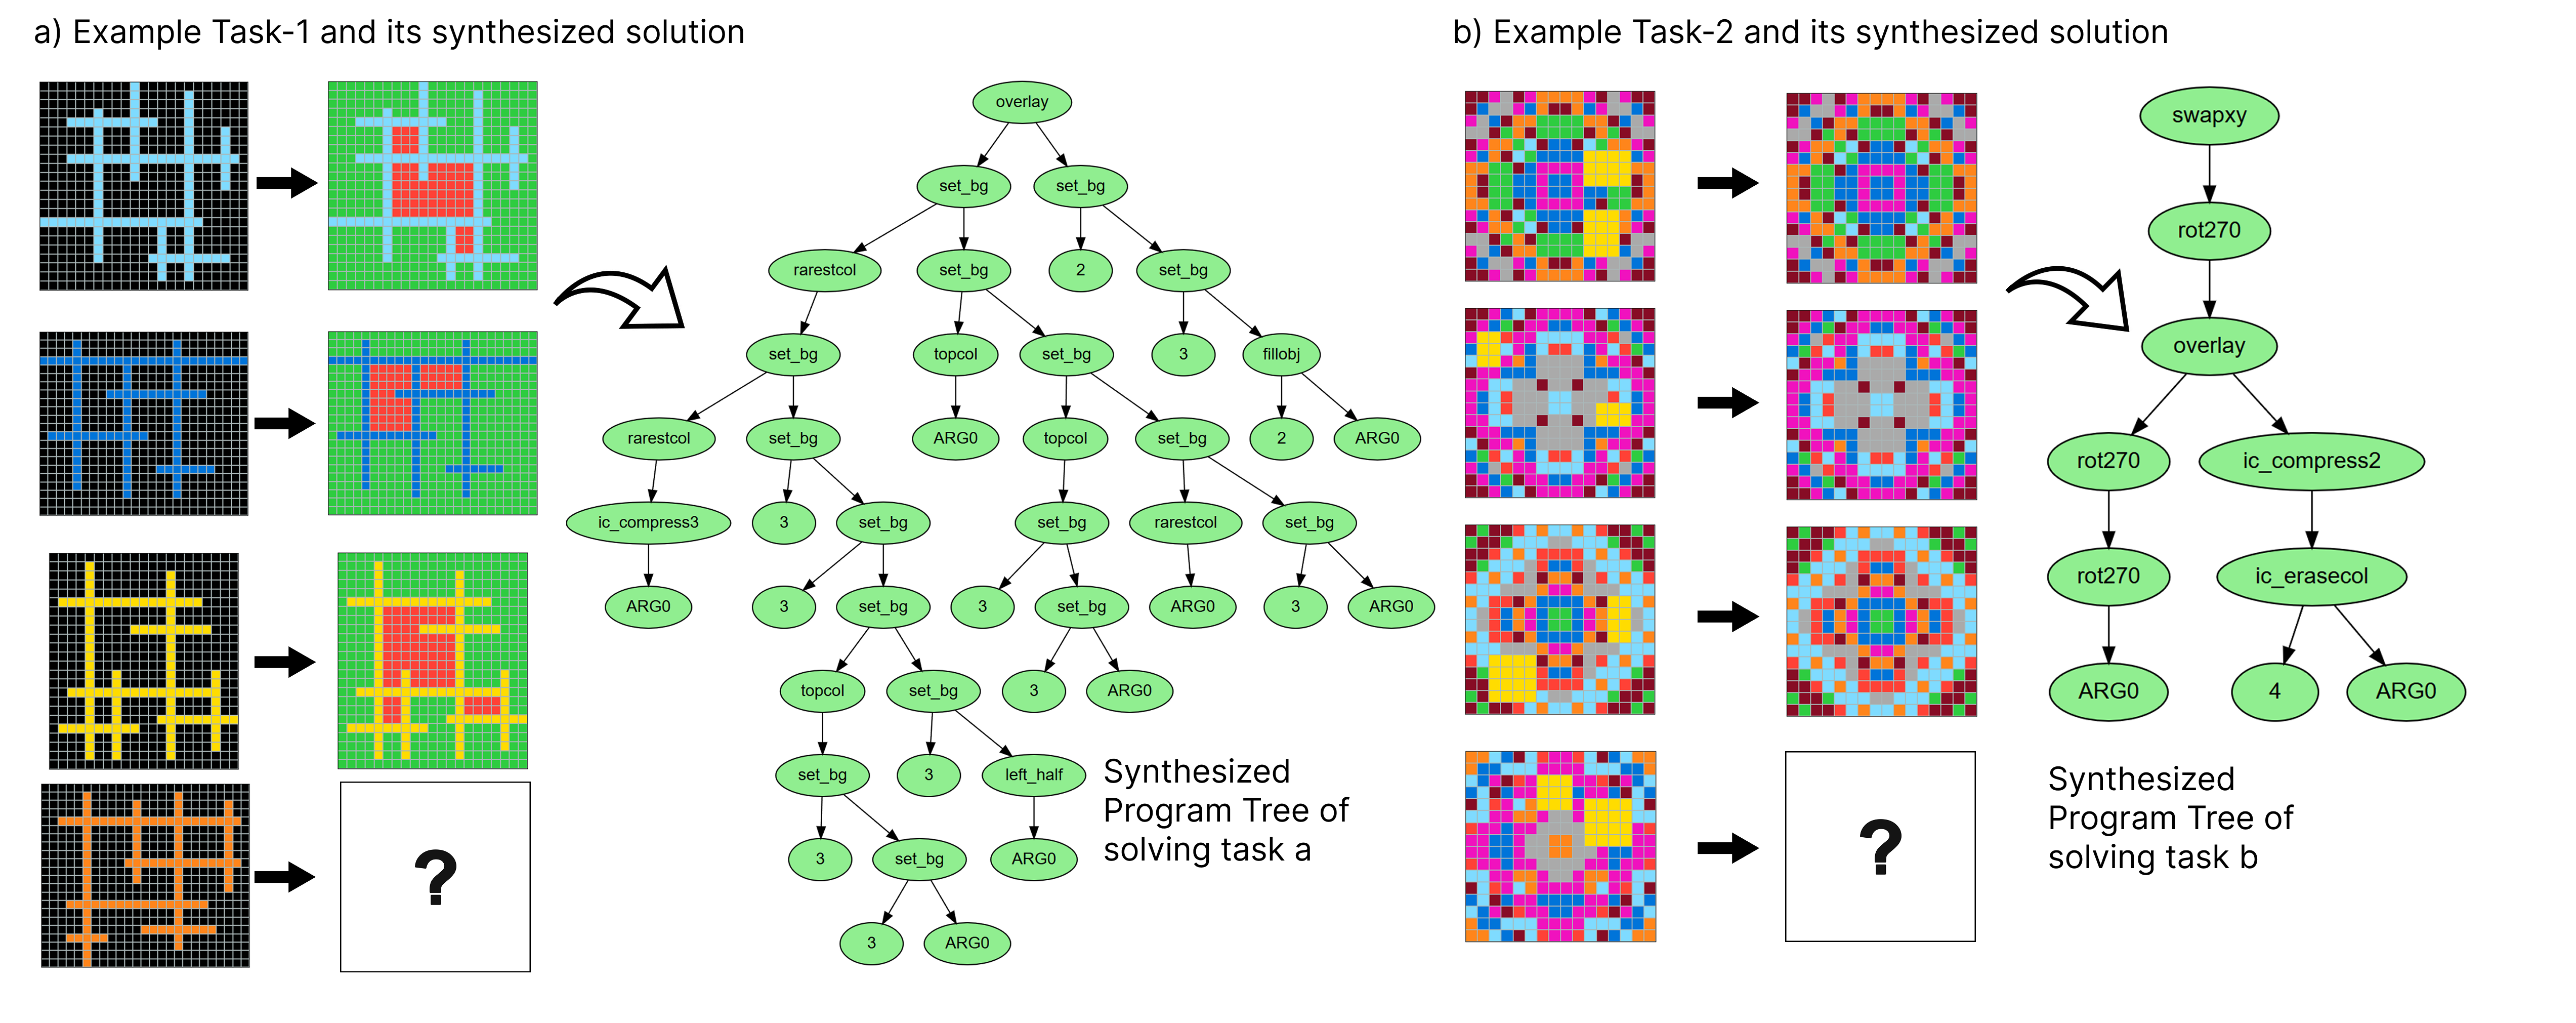 a) Example Task-1 and its synthesized solution
b) Example Task-2 and its synthesized solution
overlay
set_bg set_bg
rarestcol set_bg 2 set_bg
set_bg topcol set_bg 3 fillobj
rarestcol set_bg ARG0 topcol set_bg 2 ARG0
ic_compress3 3 set_bg set_bg rarestcol set_bg
ARG0 3 set_bg 3 set_bg ARG0 3 ARG0
topcol set_bg 3 ARG0
set_bg 3 left_half
3 set_bg ARG0
3 ARG0
Synthesized
Program Tree of
solving task a
?
swapxy
rot270
overlay
rot270 ic_compress2
rot270 ic_erasecol
ARG0 4 ARG0
Synthesized
Program Tree of
solving task b
?